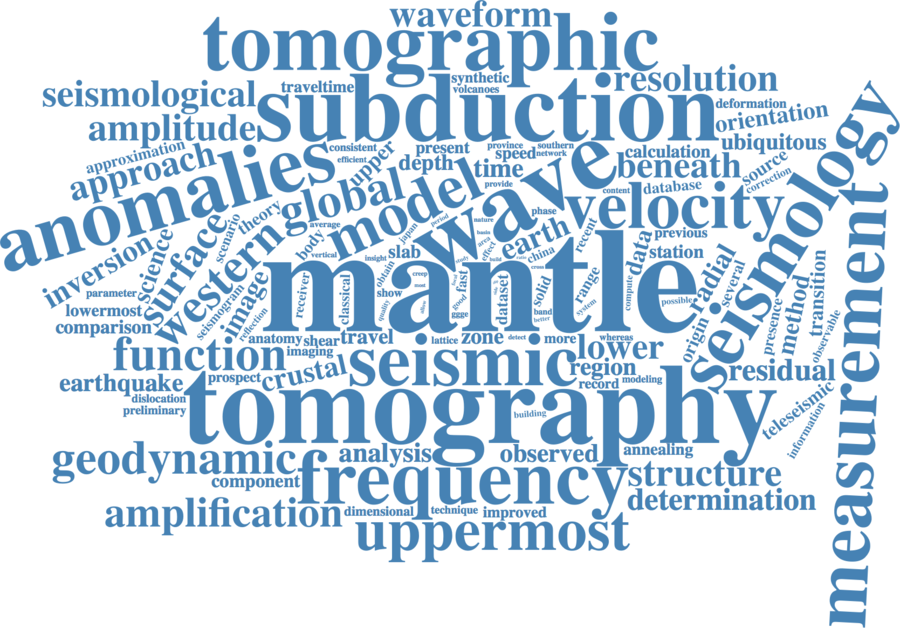 waveform
tomographic
traveltime
synthetic
volcanoes
resolution
seismological
subduction
deformation
orientation
amplitude
ubiquitous
approximation
consistent
efficient
upper
present
depth
province
speed
network
southern
calculation
beneath
source
correction
approach
anomalies
global
model
time
provide
wave
content
database
velocity
seismology
inversion
science
surface
scenario
theory
average
western
body
vertical
japan
period
nature
phase
recent
previous
insight
slab
basin
area
effect
earth
china
data
station
radial
several
parameter
lowermost
comparison
seismogram
image
reflection
receiver
classical
obtain
show
quality
creep
mantle
study
fast
good
ggge
dataset
solid
band
better
range
system
compute
possible
origin
presence
method
transition
observable
measurement
function
anatomy
shear
travel
imaging
lattice
zone
detect
more
whereas
lower
earthquake
prospect
crustal
seismic
region
record
modeling
residual
dislocation
preliminary
tomography
building
teleseismic
information
geodynamic
analysis
observed
annealing
component
frequency
structure
determination
amplification
dimensional
technique
improved
uppermost